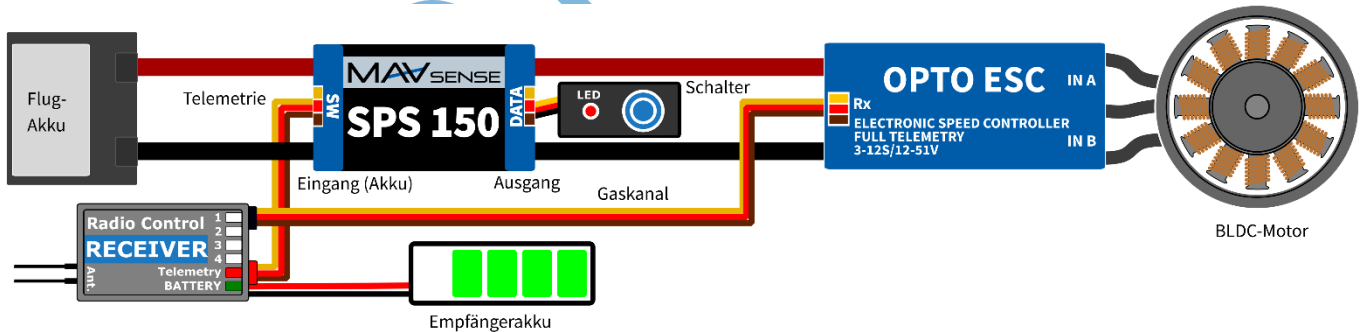 Flug-
Akku
Telemetrie
SW
MAVSENSE
SPS 150
DATA
LED
Schalter
Eingang (Akku)
Ausgang
Gaskanal
OPTO ESC
IN A
Rx
ELECTRONIC SPEED CONTROLLER
FULL TELEMETRY
3-12S/12-51V
IN B
BLDC-Motor
Radio Control
RECEIVER
1
2
3
4
Telemetry
BATTERY
Ant.
Empfängerakku